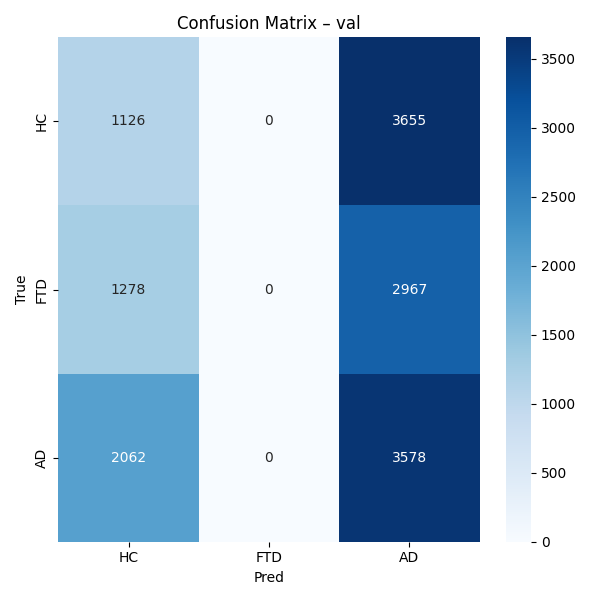 Confusion Matrix – val
HC 1126 0 3655
FTD 1278 0 2967
AD 2062 0 3578
HC FTD AD
True
Pred
3500
3000
2500
2000
1500
1000
500
0